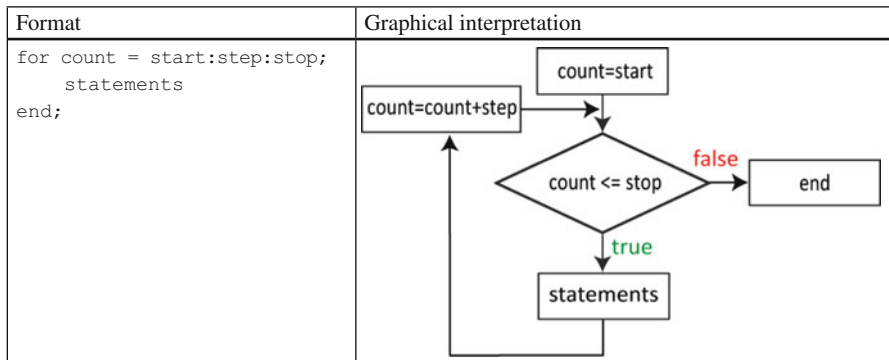 Format
Graphical interpretation
for count = start:step:stop;
statements
end;
count=start
count=count+step
count <= stop
false
end
true
statements